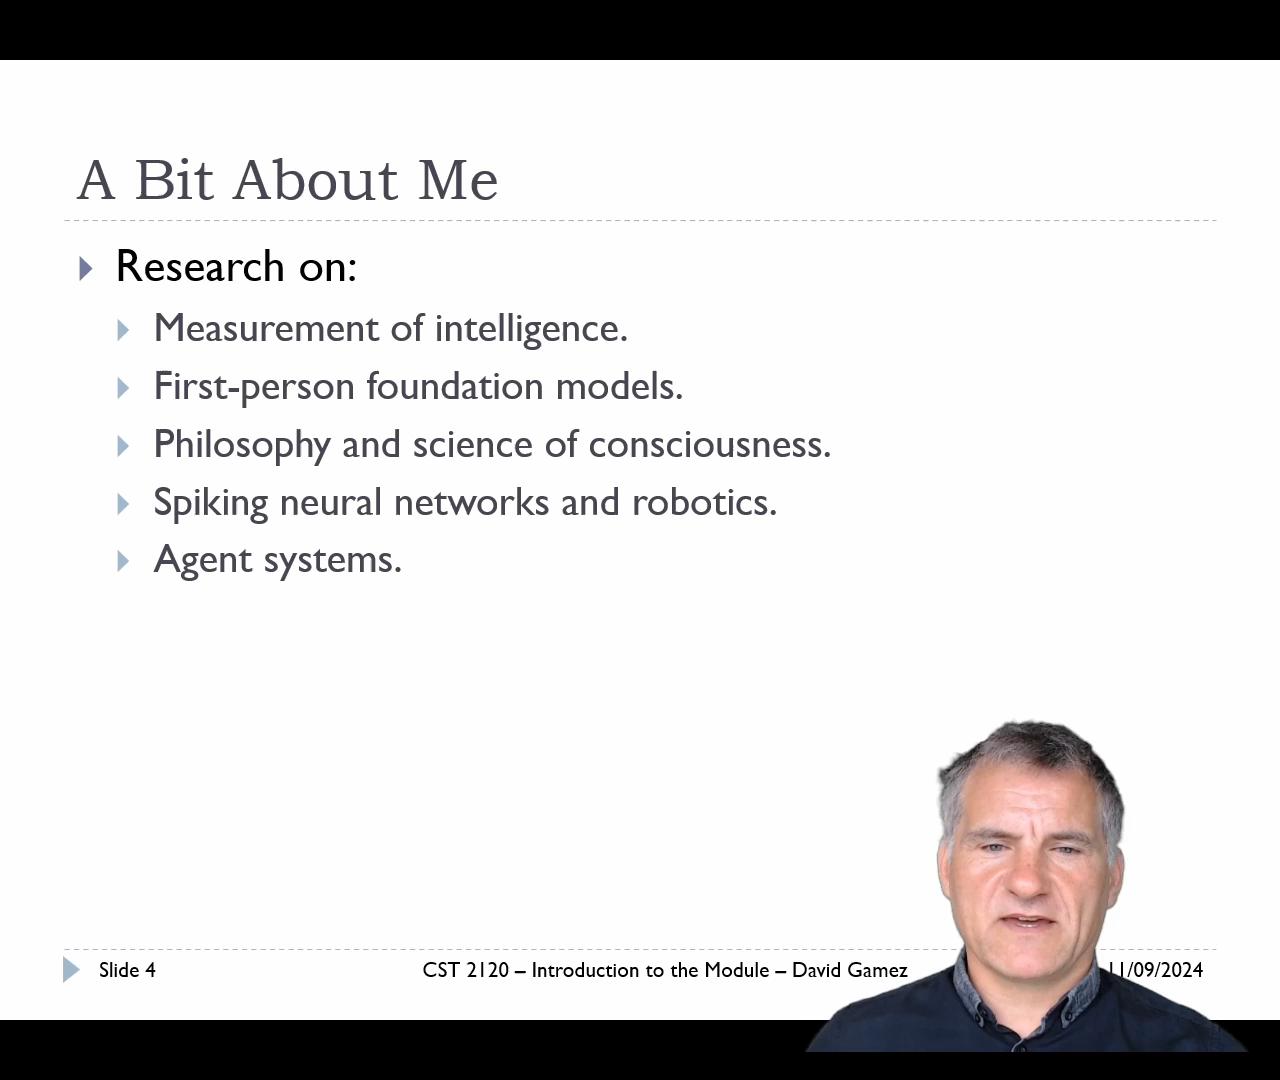 A Bit About Me
Research on:
Measurement of intelligence.
First-person foundation models.
Philosophy and science of consciousness.
Spiking neural networks and robotics.
Agent systems.
Slide 4
CST 2120 – Introduction to the Module – David Gamez
11/09/2024